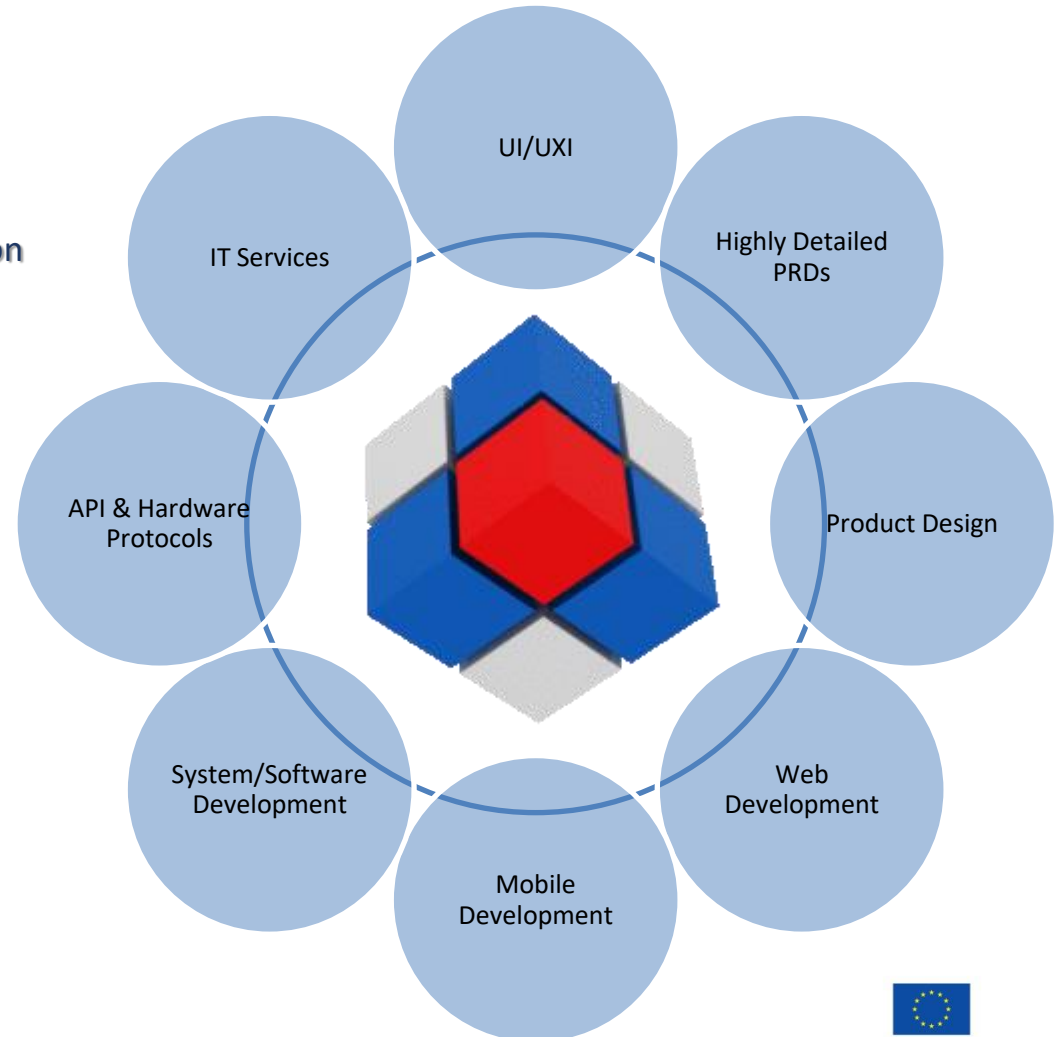 UI/UXI
Highly Detailed
PRDs
Product Design
Web
Development
Mobile
Development
System/Software
Development
API & Hardware
Protocols
IT Services
on